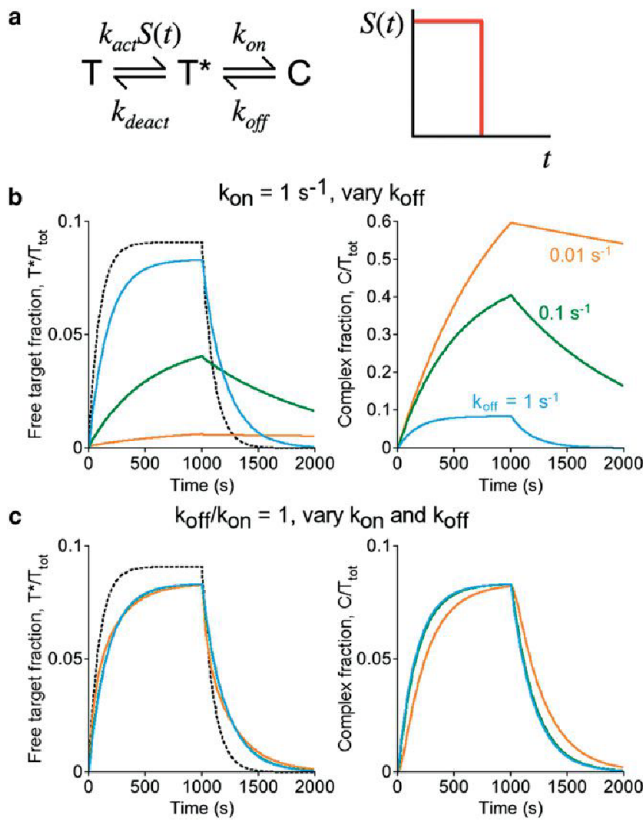 a
k_act S(t) k_on
T ⇌ T* ⇌ C
k_deact k_off
S(t)
t
b k_on = 1 s⁻¹, vary k_off
0.1
0.05
0
Free target fraction, T*/T_tot
0 500 1000 1500 2000
Time (s)
0.6
0.5
0.4
0.3
0.2
0.1
0
Complex fraction, C/T_tot
0.01 s⁻¹
0.1 s⁻¹
k_off = 1 s⁻¹
0 500 1000 1500 2000
Time (s)
c k_off/k_on = 1, vary k_on and k_off
0.1
0.05
0
Free target fraction, T*/T_tot
0 500 1000 1500 2000
Time (s)
0.1
0.05
0
Complex fraction, C/T_tot
0 500 1000 1500 2000
Time (s)